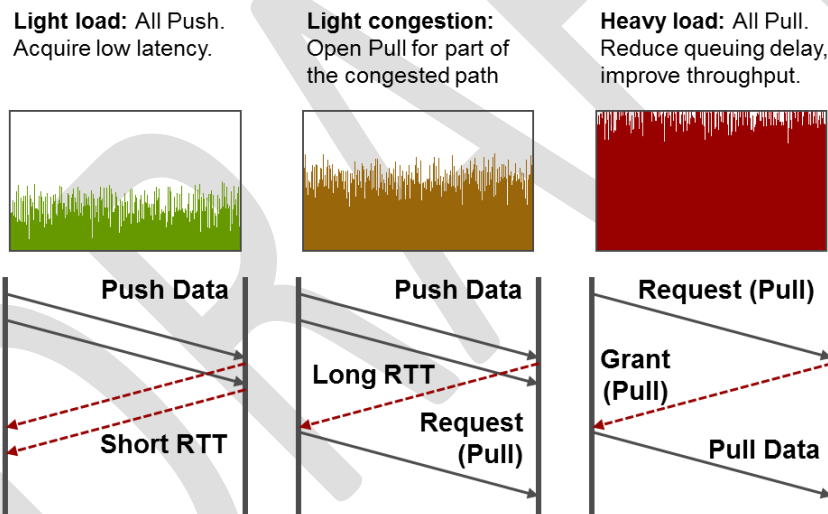 Light load: All Push.
Acquire low latency.
Light congestion:
Open Pull for part of
the congested path
Heavy load: All Pull.
Reduce queuing delay,
improve throughput.
Push Data
Short RTT
Push Data
Long RTT
Request
(Pull)
Request (Pull)
Grant
(Pull)
Pull Data